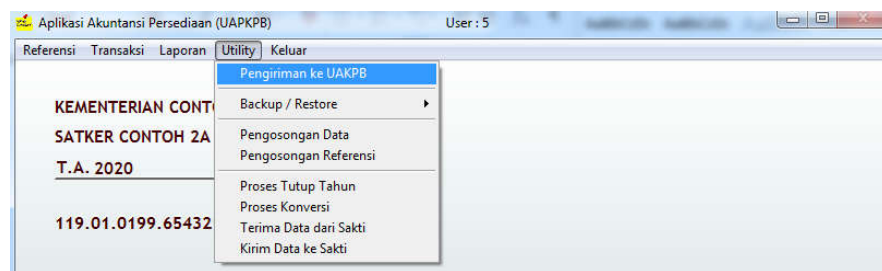 Aplikasi Akuntansi Persediaan (UAPKPB) User : 5
Referensi Transaksi Laporan Utility Keluar
Pengiriman ke UAKPB
Backup / Restore
Pengosongan Data
Pengosongan Referensi
Proses Tutup Tahun
Proses Konversi
Terima Data dari Sakti
Kirim Data ke Sakti
KEMENTERIAN CONT
SATKER CONTOH 2A
T.A. 2020
119.01.0199.65432